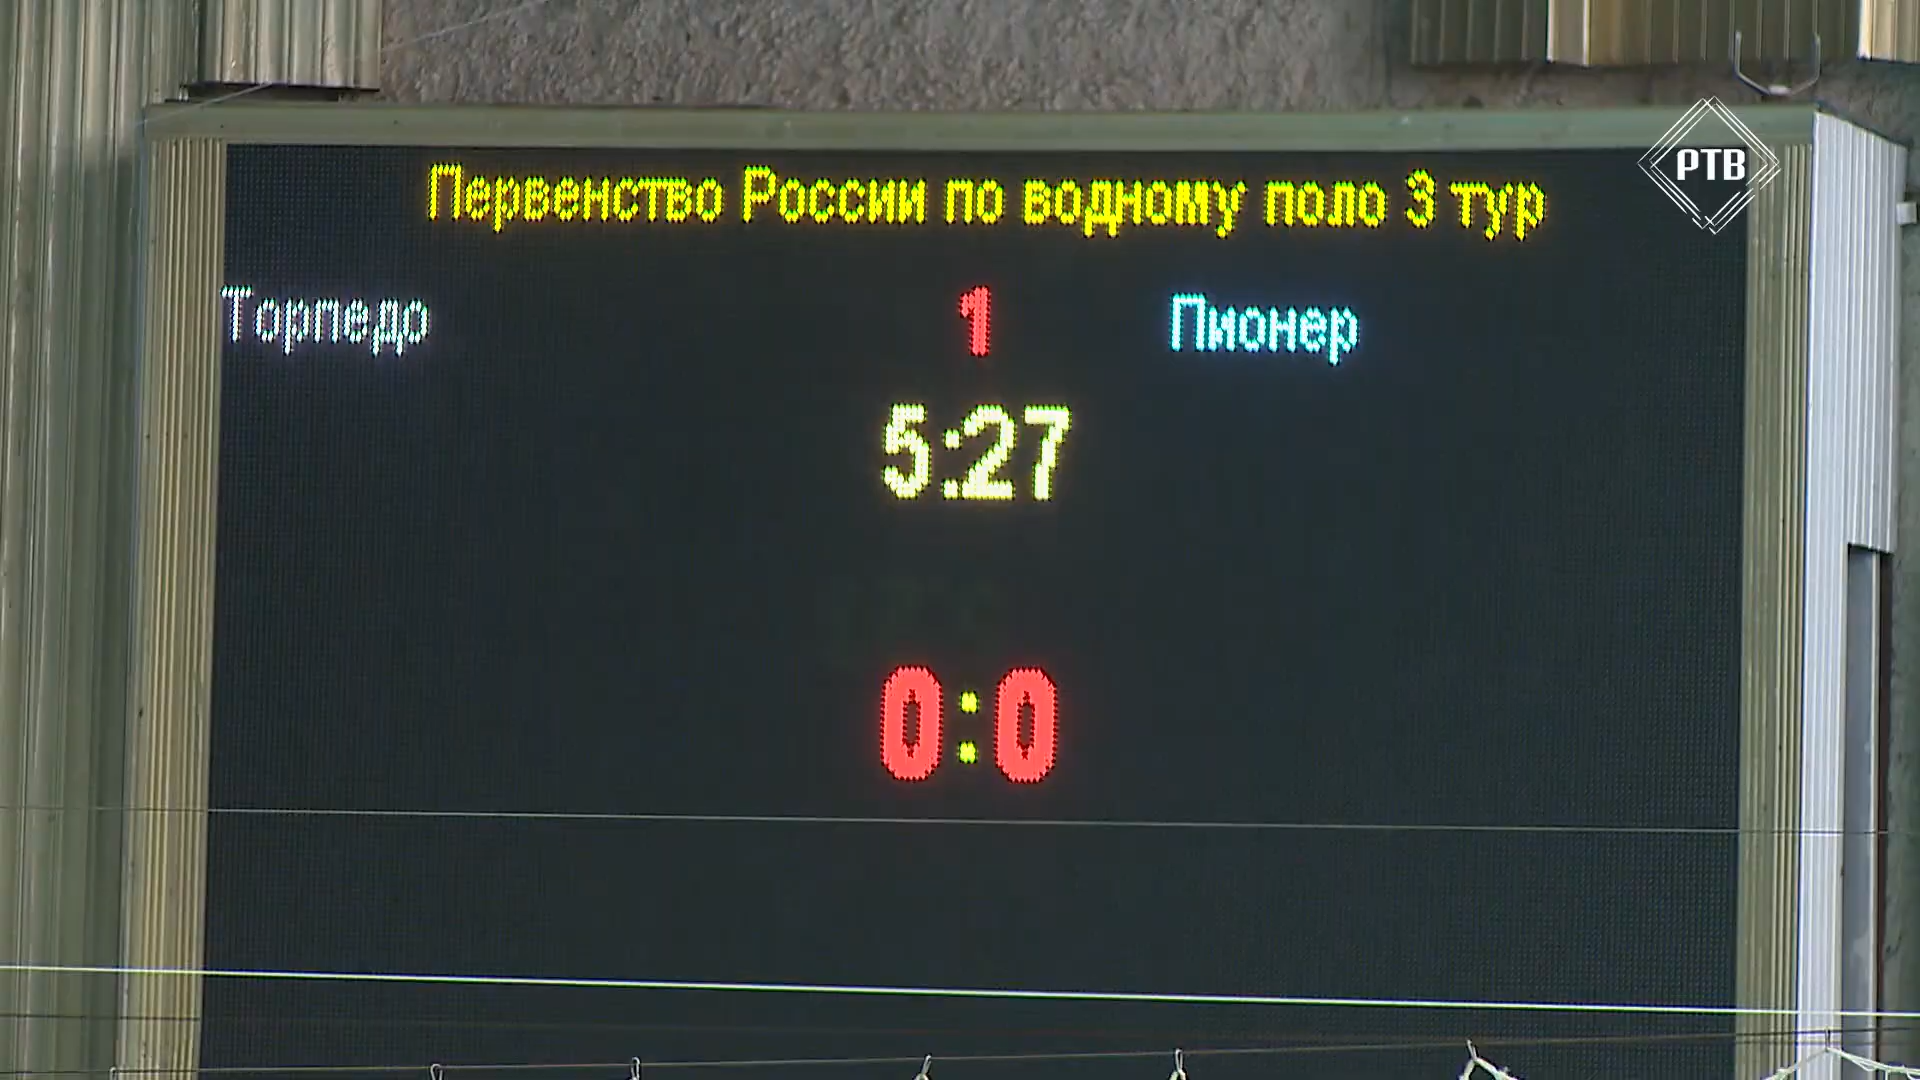 Первенство России по водному поло 3 тур
Торпедо 1 Пионер
5:27
0:0
РТВ